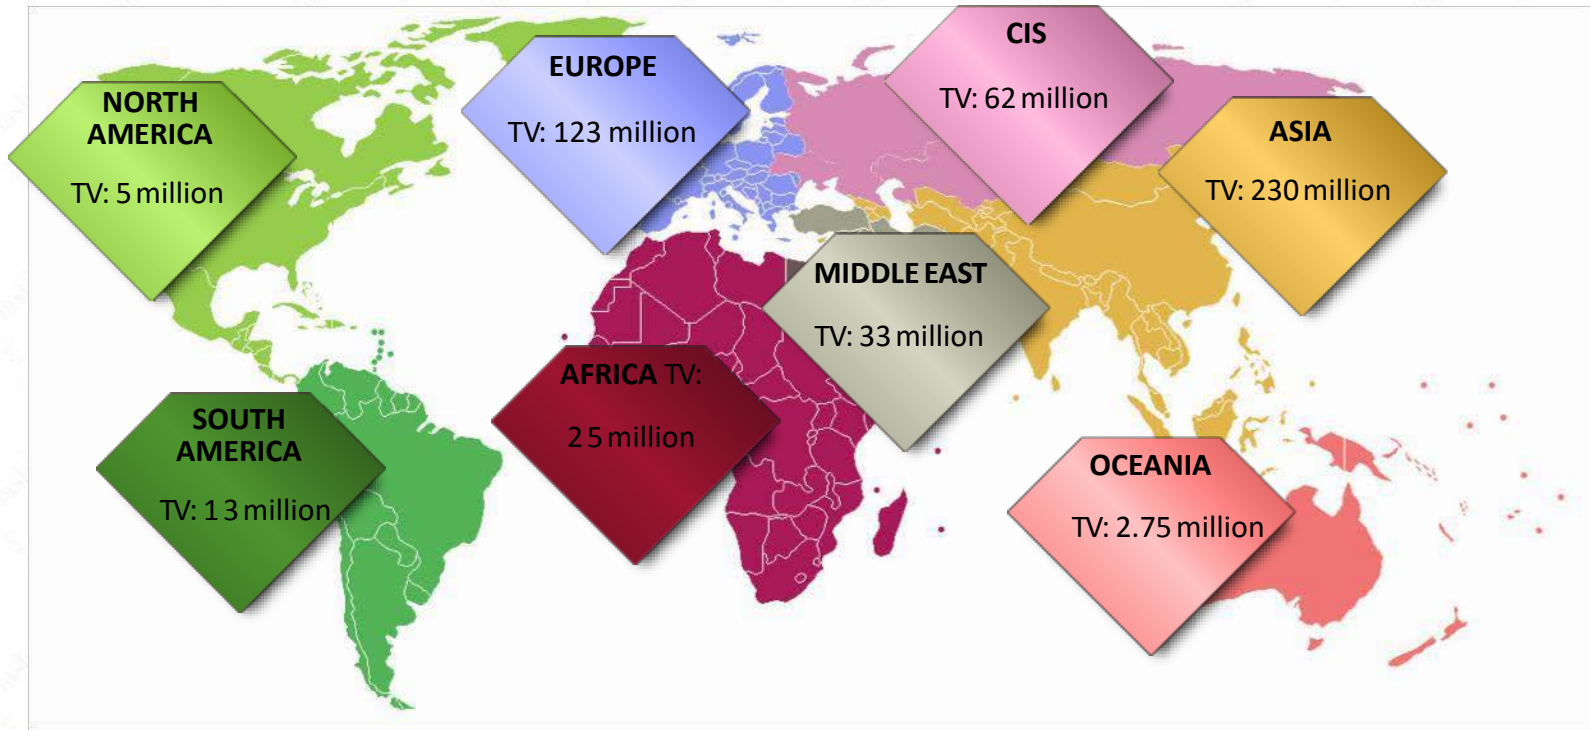 NORTH
AMERICA
TV: 5 million
EUROPE
TV: 123 million
CIS
TV: 62 million
ASIA
TV: 230 million
MIDDLE EAST
TV: 33 million
AFRICA TV:
25 million
SOUTH
AMERICA
TV: 13 million
OCEANIA
TV: 2.75 million